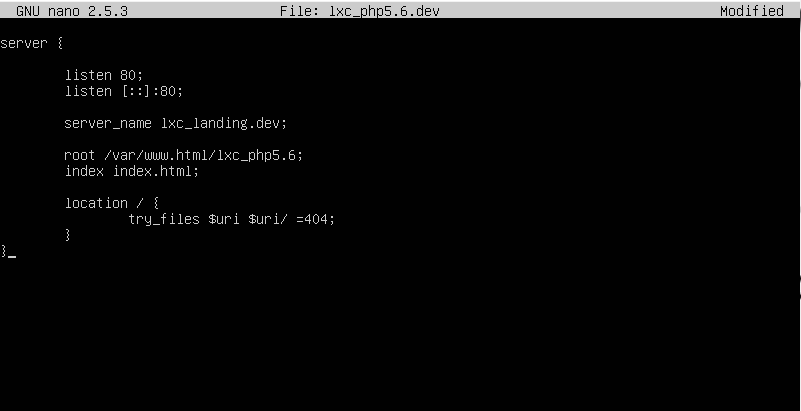 GNU nano 2.5.3 File: lxc_php5.6.dev Modified
server {
listen 80;
listen [::]:80;
server_name lxc_landing.dev;
root /var/www.html/lxc_php5.6;
index index.html;
location / {
try_files $uri $uri/ =404;
}
}